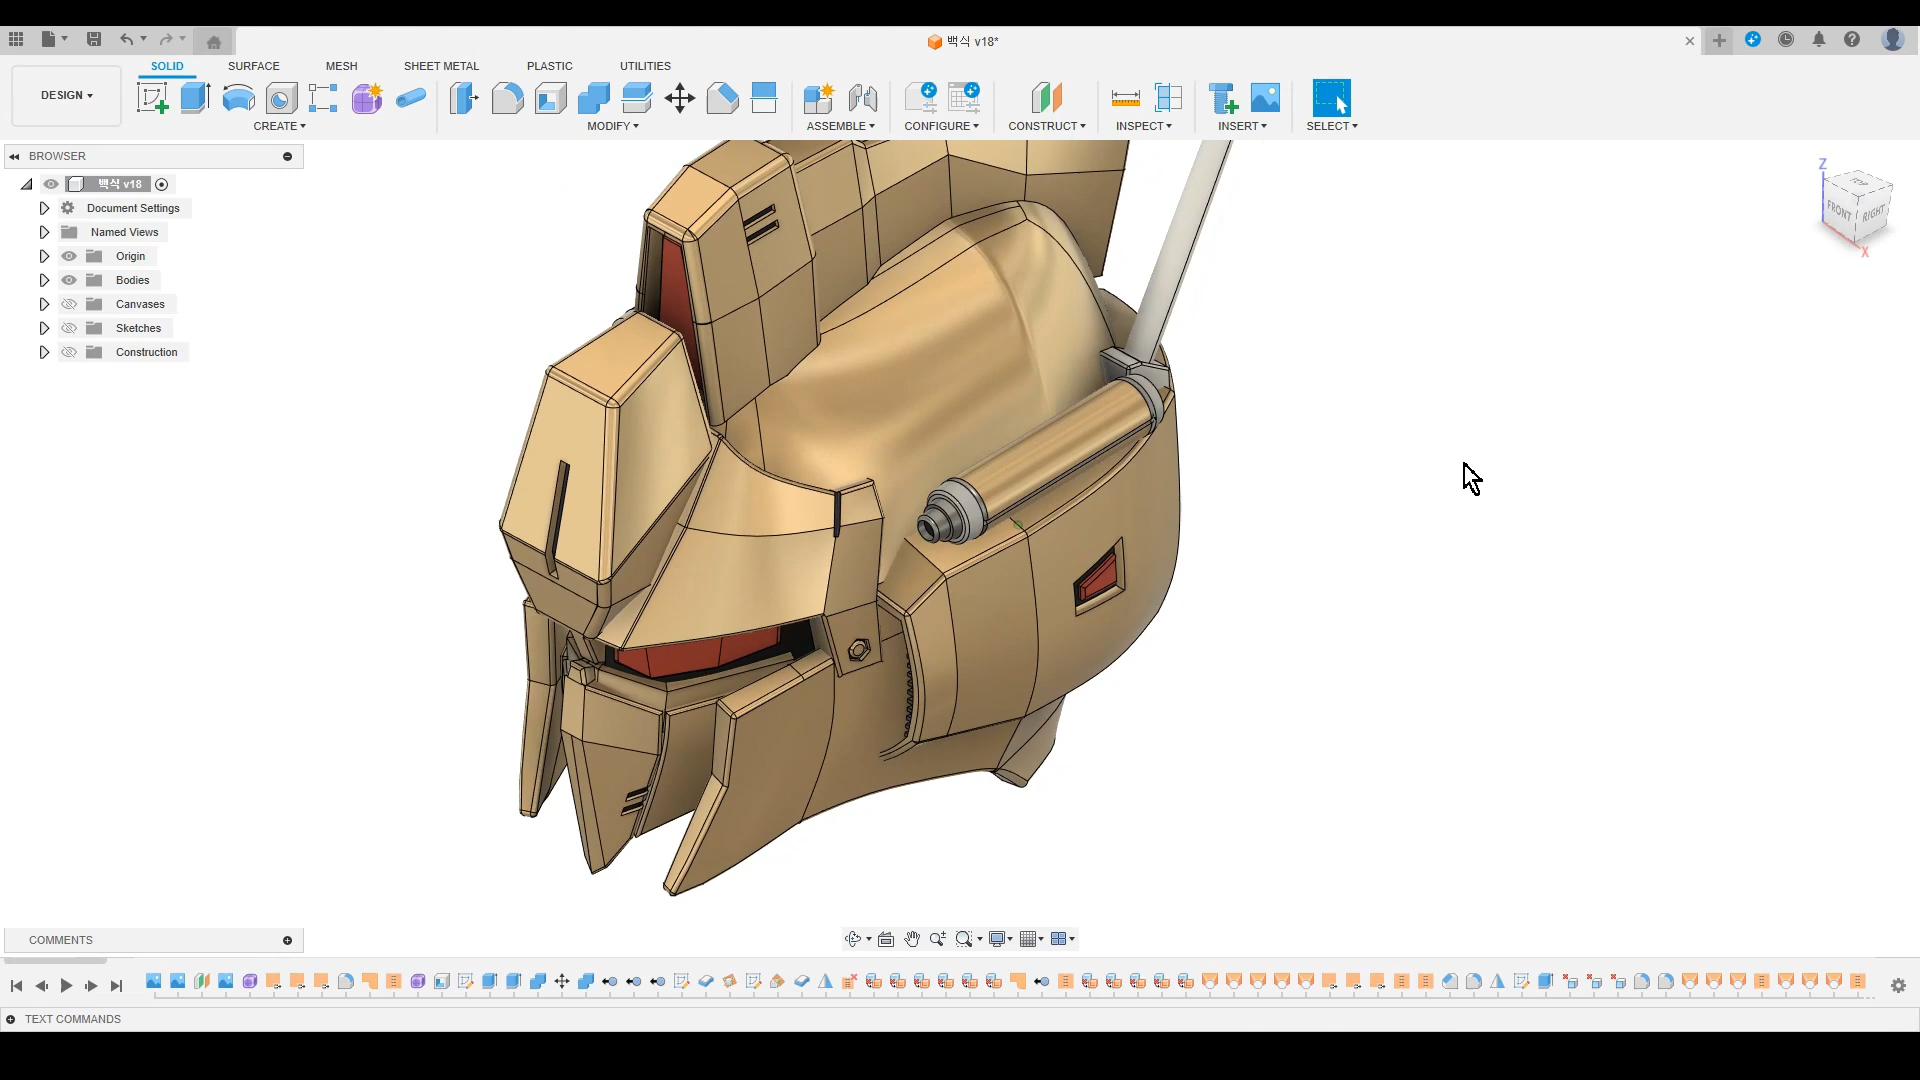 백식 v18*
SOLID SURFACE MESH SHEET METAL PLASTIC UTILITIES
DESIGN
CREATE MODIFY ASSEMBLE CONFIGURE CONSTRUCT INSPECT INSERT SELECT
BROWSER
백식 v18
Document Settings
Named Views
Origin
Bodies
Canvases
Sketches
Construction
Z
TOP
FRONT RIGHT
X
COMMENTS
TEXT COMMANDS